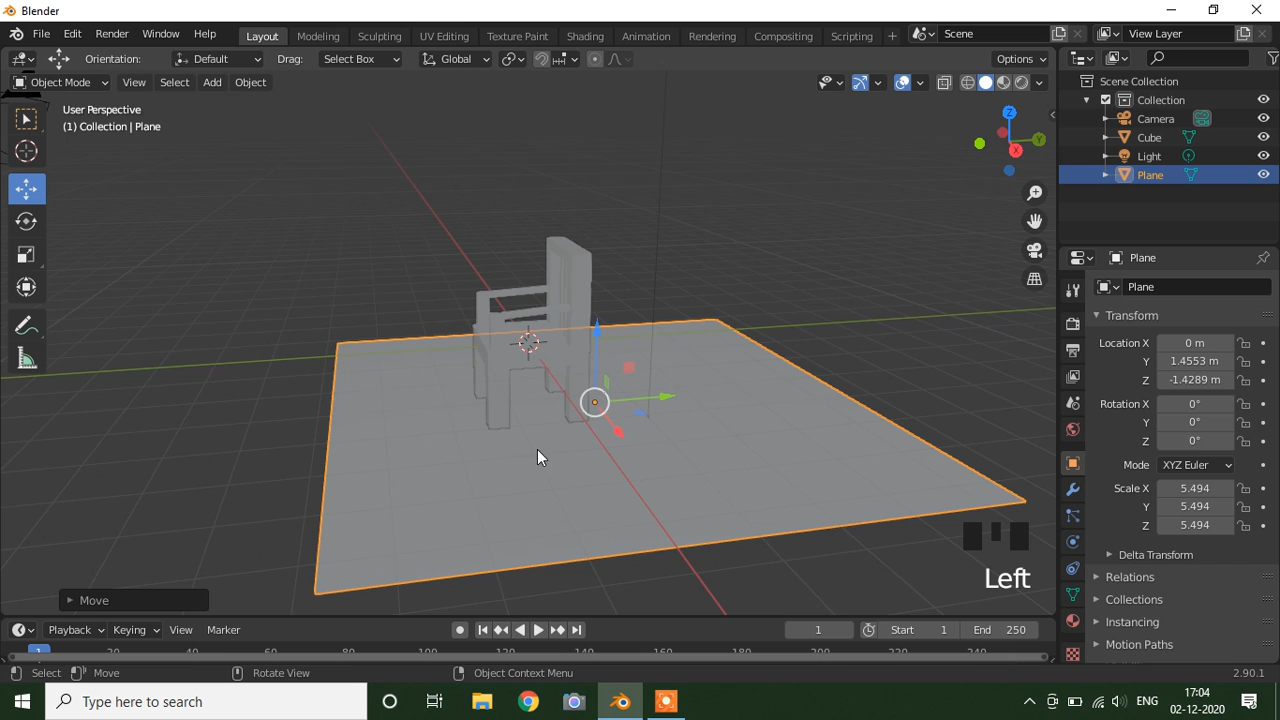 Blender
File Edit Render Window Help Layout Modeling Sculpting UV Editing Texture Paint Shading Animation Rendering Compositing Scripting + Scene View Layer
Orientation: Default Drag: Select Box Global Options
Object Mode View Select Add Object
User Perspective
(1) Collection | Plane
Z
Y
X
Scene Collection
Collection
Camera
Cube
Light
Plane
Plane
Plane
Transform
Location X 0 m
Y 1.4553 m
Z -1.4289 m
Rotation X 0°
Y 0°
Z 0°
Mode XYZ Euler
Scale X 5.494
Y 5.494
Z 5.494
Delta Transform
Relations
Collections
Instancing
Motion Paths
Left
Move
Playback Keying View Marker 1 Start 1 End 250
1 20 40 60 80 100 120 140 160 180 200 220 240
Select Move Rotate View Object Context Menu 2.90.1
Type here to search
ENG
17:04
02-12-2020